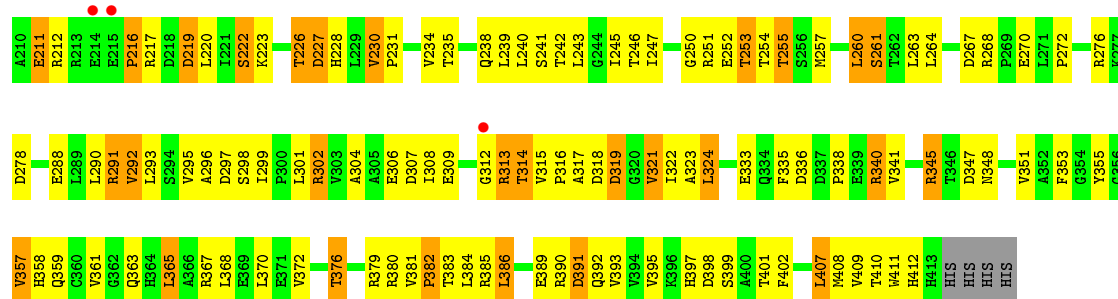 A210 E211 R212 R213 E214 E215 P216 R217 D218 D219 L220 I221 S222 K223 T226 D227 H228 L229 V230 P231 V234 T235 Q238 L239 L240 S241 T242 L243 G244 I245 T246 I247 G250 R251 E252 T253 T254 T255 S256 M257 L260 S261 T262 L263 L264 D267 R268 P269 E270 L271 P272 R276 K277
D278 E288 L289 L290 R291 V292 L293 S294 V295 A296 D297 S298 I299 P300 L301 R302 V303 A304 A305 E306 D307 I308 E309 G312 R313 T314 V315 P316 A317 D318 D319 G320 V321 I322 A323 L324 E333 Q334 F335 D336 D337 P338 E339 R340 V341 R345 T346 D347 N348 V351 A352 F353 G354 Y355 G356
V357 H358 Q359 C360 V361 G362 Q363 H364 L365 A366 R367 L368 E369 L370 E371 V372 T376 R379 R380 V381 P382 T383 L384 R385 L386 E389 R390 D391 Q392 V393 V394 V395 K396 H397 D398 S399 A400 T401 F402 L407 M408 V409 T410 W411 H412 H413 HIS HIS HIS HIS